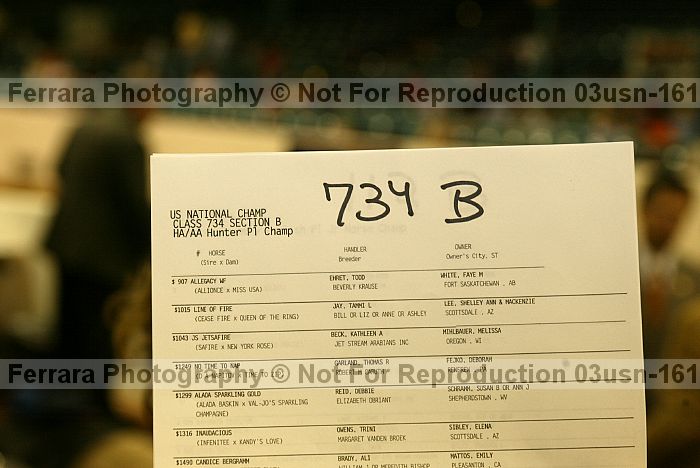 Ferrara Photography © Not For Reproduction 03usn-161
734 B
US NATIONAL CHAMP
CLASS 734 SECTION B
HA/AA Hunter Pl Champ
# HORSE HANDLER OWNER
(Sire x Dam) Breeder Owner's City, ST
$ 907 ALLEGACY WF EHRET, TODD WHITE, FAYE M
(ALLIONCE x MISS USA) BEVERLY KRAUSE FORT SASKATCHEWAN , AB
$1015 LINE OF FIRE JAY, TAMMI L LEE, SHELLEY ANN & MACKENZIE
(CEASE FIRE x QUEEN OF THE RING) BILL OR LIZ OR ANNE OR ASHLEY SCOTTSDALE , AZ
$1043 JS JETSAFIRE BECK, KATHLEEN A MIHLBAUER, MELISSA
(SAFIRE x NEW YORK ROSE) JET STREAM ARABIANS INC OREGON , WI
$1249 NO TIME TO NAP GARLAND, THOMAS R FEJKO, DEBORAH
Ferrara Photography © Not For Reproduction 03usn-161
RENFREW , PA
$1299 ALADA SPARKLING GOLD REID, DEBBIE SCHRAMM, SUSAN B OR ANN J
(ALADA BASKIN x VAL-JO'S SPARKLING ELIZABETH OBRIANT SHEPHERDSTOWN , WV
CHAMPAGNE)
$1316 INAUDACIOUS OWENS, TRINI SIBLEY, ELENA
(INFENITEE x KANDY'S LOVE) MARGARET VANDEN BROEK SCOTTSDALE , AZ
$1490 CANDICE BERGRAMM BRADY, ALI MATTOS, EMILY
WILLIAM J OR MEREDITH BISHOP PLEASANTON , CA